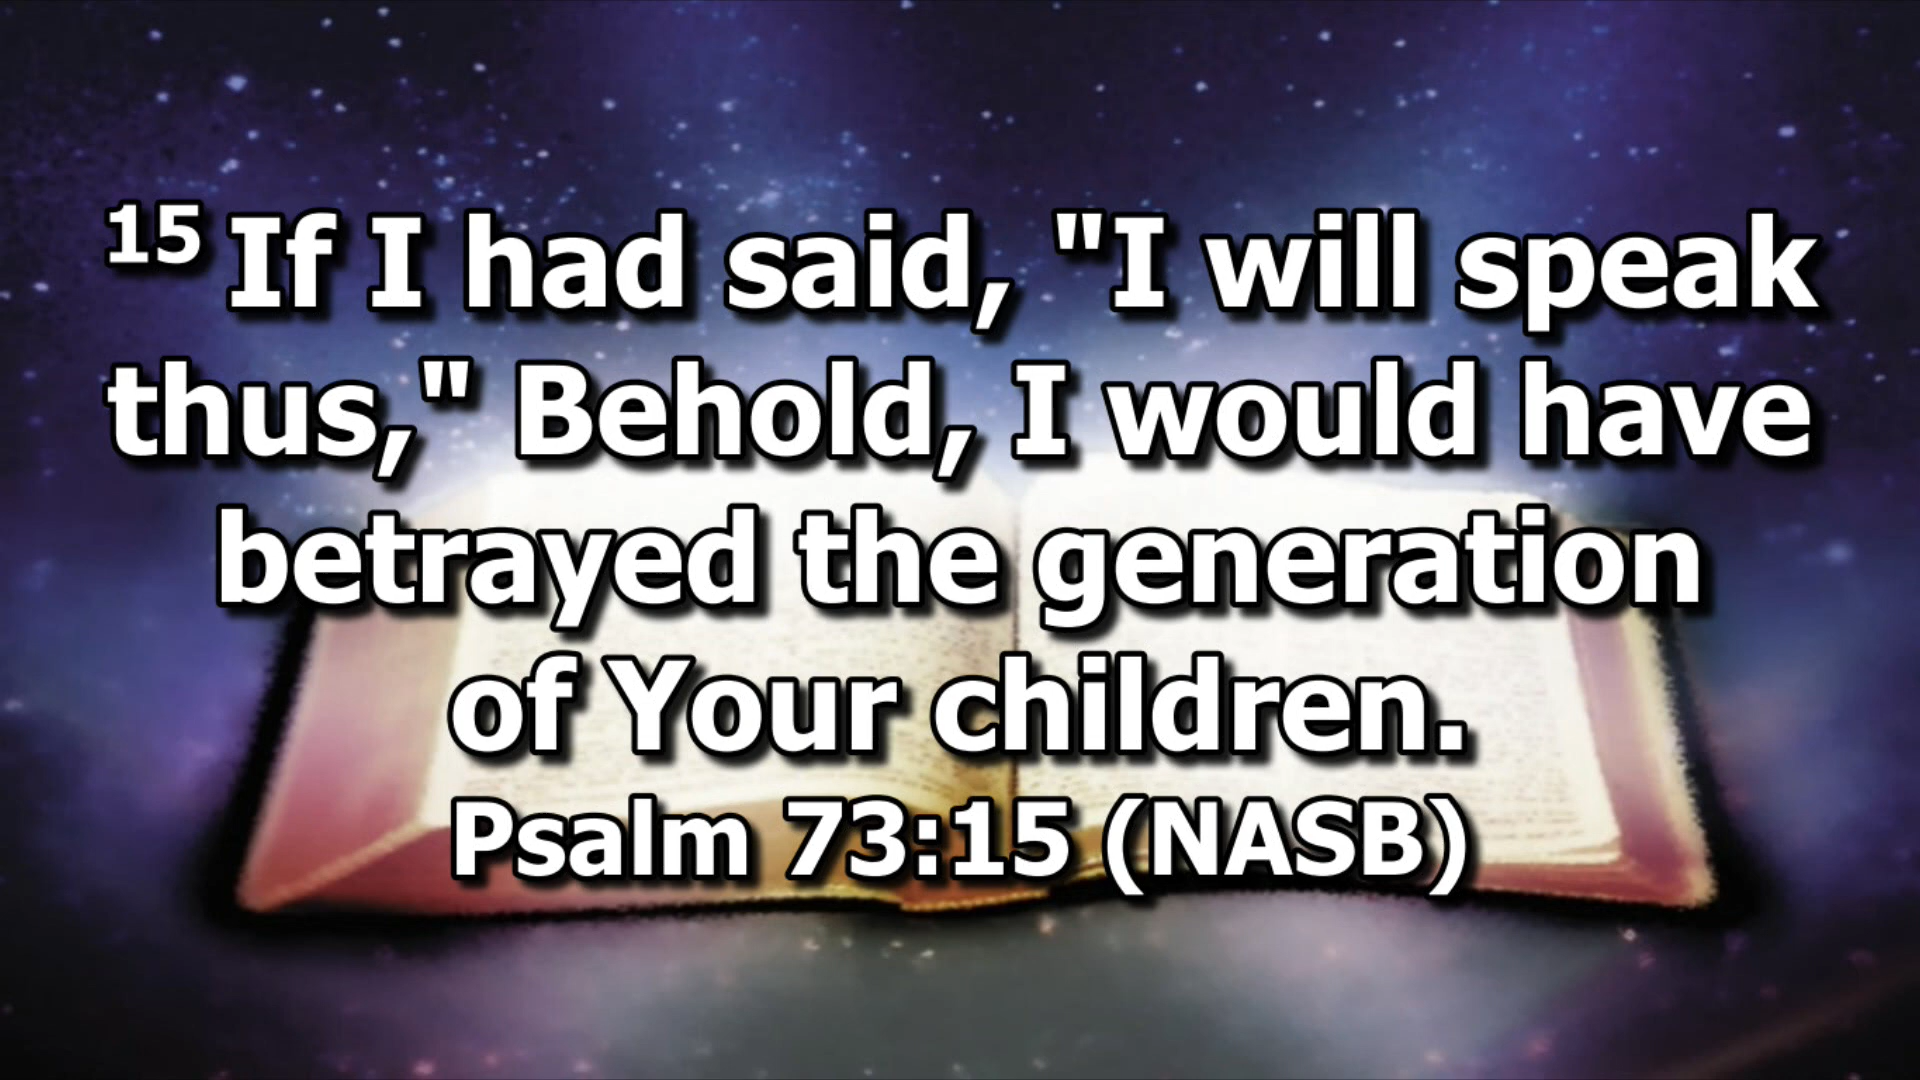 15 If I had said, "I will speak
thus," Behold, I would have
betrayed the generation
of Your children.
Psalm 73:15 (NASB)